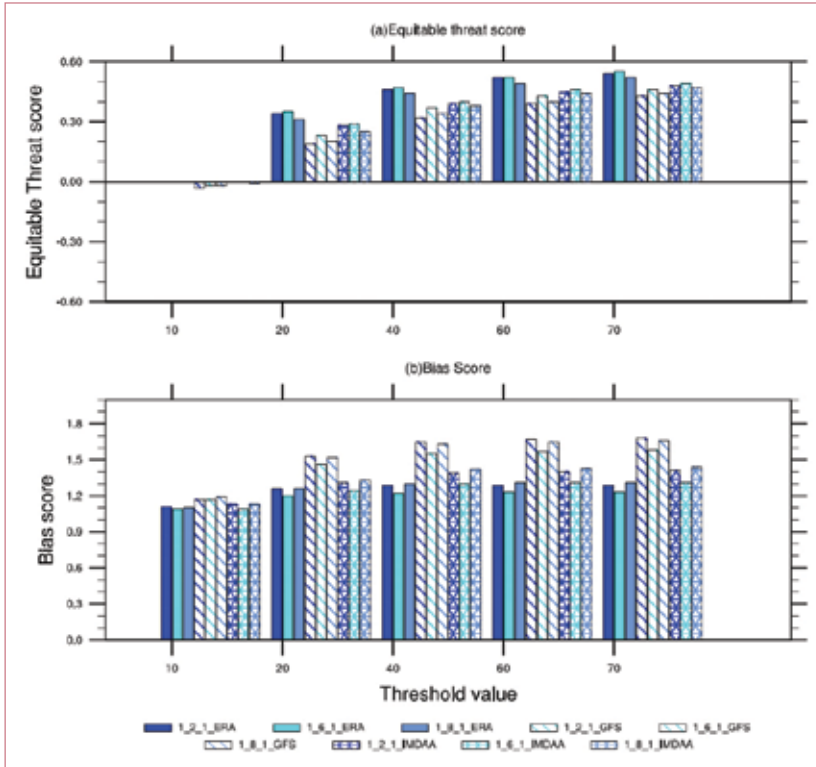 (a)Equitable threat score
Equitable Threat score
0.60
0.30
0.00
-0.30
-0.60
10 20 40 60 70
(b)Bias Score
Bias score
1.8
1.5
1.2
0.9
0.6
0.3
0.0
10 20 40 60 70
Threshold value
1_2_1_ERA 1_6_1_ERA 1_8_1_ERA 1_2_1_GFS 1_6_1_GFS
1_8_1_GFS 1_2_1_IMDAA 1_6_1_IMDAA 1_8_1_IMDAA